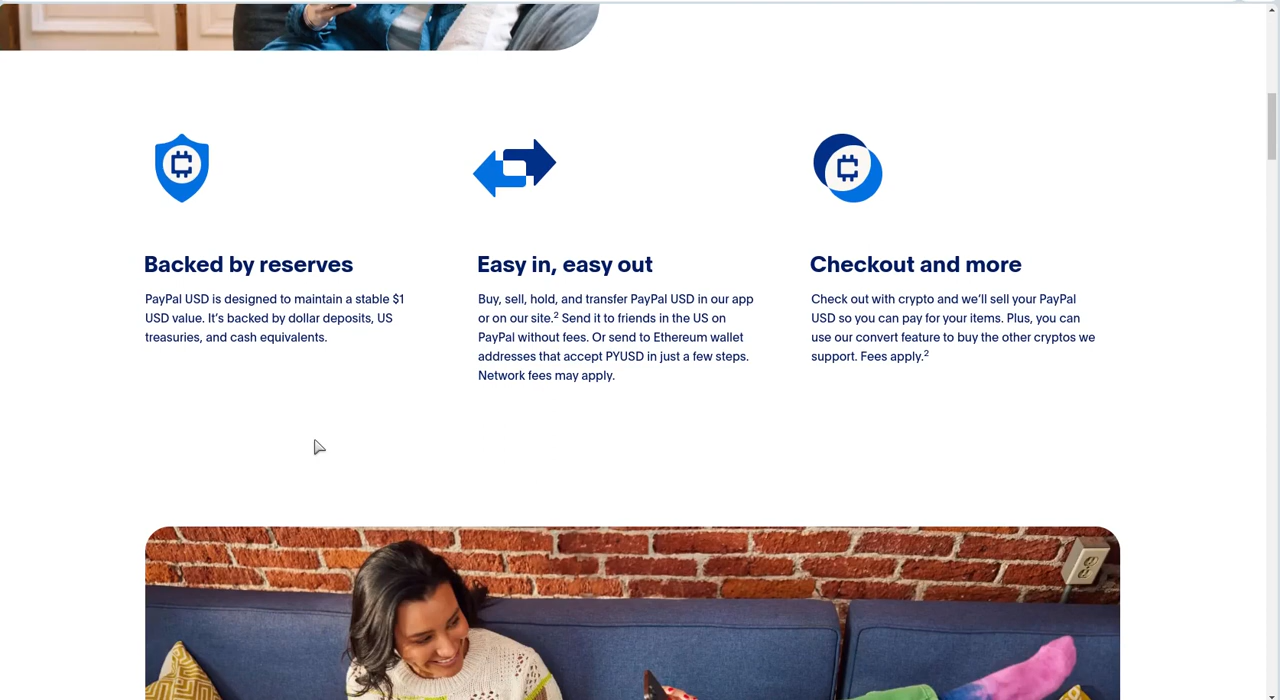 Backed by reserves
PayPal USD is designed to maintain a stable $1
USD value. It’s backed by dollar deposits, US
treasuries, and cash equivalents.
Easy in, easy out
Buy, sell, hold, and transfer PayPal USD in our app
or on our site.² Send it to friends in the US on
PayPal without fees. Or send to Ethereum wallet
addresses that accept PYUSD in just a few steps.
Network fees may apply.
Checkout and more
Check out with crypto and we’ll sell your PayPal
USD so you can pay for your items. Plus, you can
use our convert feature to buy the other cryptos we
support. Fees apply.²